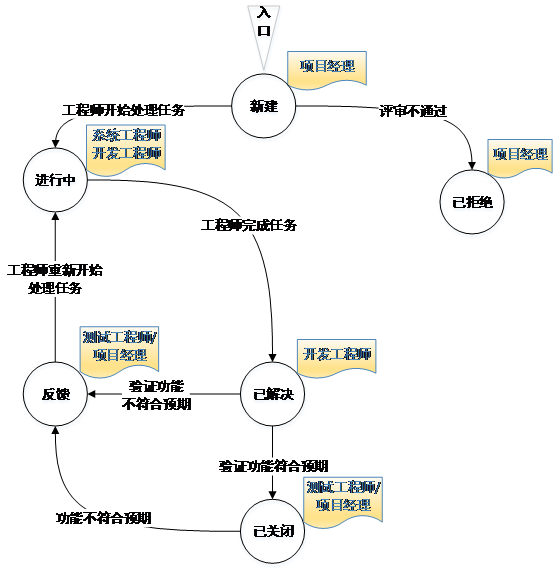 入
口
项目经理
新建
工程师开始处理任务
评审不通过
系统工程师
开发工程师
项目经理
进行中
已拒绝
工程师完成任务
工程师重新开始
处理任务
测试工程师/
项目经理
开发工程师
反馈
验证功能
不符合预期
已解决
验证功能符合预期
测试工程师/
项目经理
功能不符合预期
已关闭